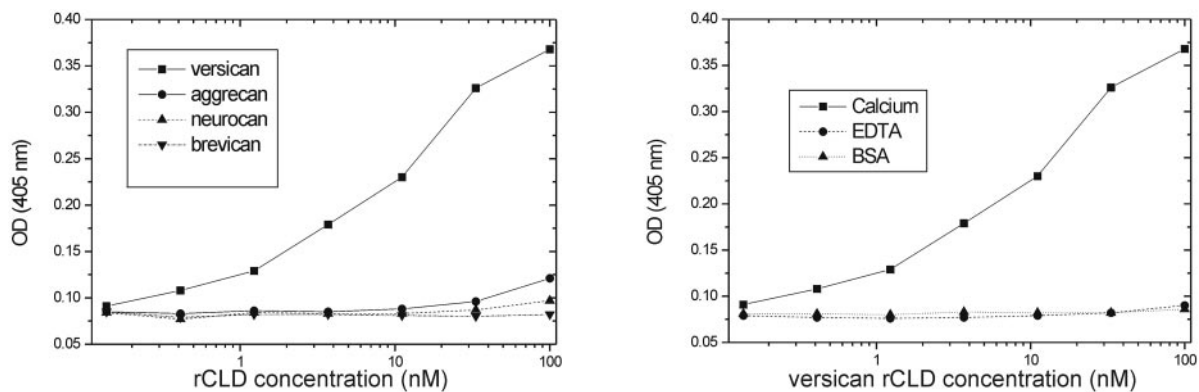 0.40
0.35
0.30
0.25
0.20
0.15
0.10
0.05
OD (405 nm)
versican
aggrecan
neurocan
brevican
1
10
100
rCLD concentration (nM)
0.40
0.35
0.30
0.25
0.20
0.15
0.10
0.05
OD (405 nm)
Calcium
EDTA
BSA
1
10
100
versican rCLD concentration (nM)